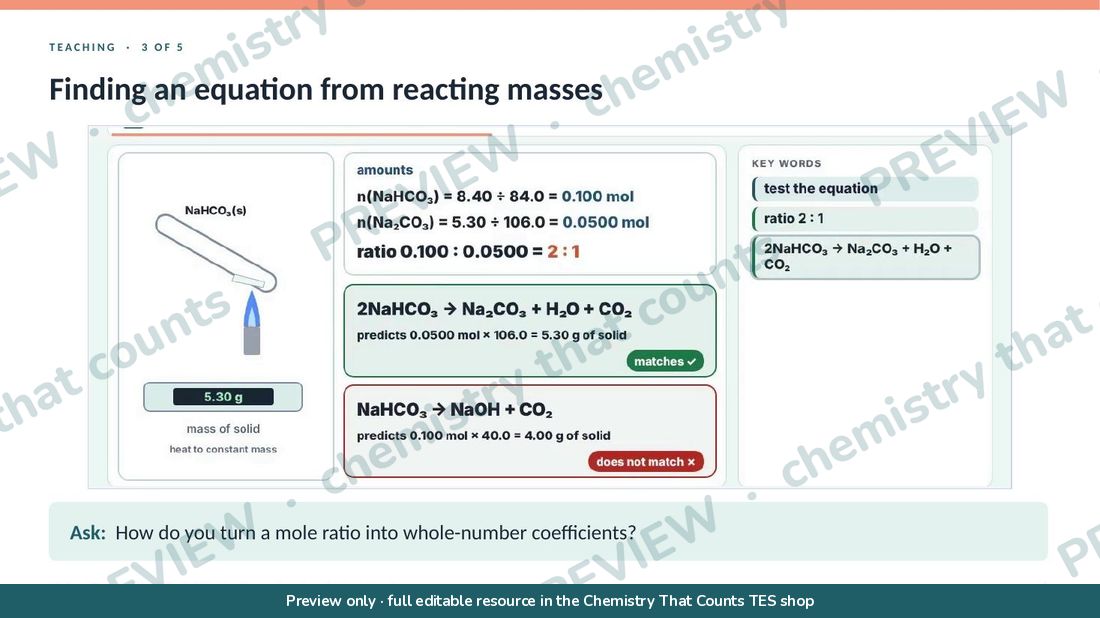 TEACHING · 3 OF 5
Finding an equation from reacting masses
NaHCO₃(s)
5.30 g
mass of solid
heat to constant mass
amounts
n(NaHCO₃) = 8.40 ÷ 84.0 = 0.100 mol
n(Na₂CO₃) = 5.30 ÷ 106.0 = 0.0500 mol
ratio 0.100 : 0.0500 = 2 : 1
2NaHCO₃ → Na₂CO₃ + H₂O + CO₂
predicts 0.0500 mol × 106.0 = 5.30 g of solid
matches ✓
NaHCO₃ → NaOH + CO₂
predicts 0.100 mol × 40.0 = 4.00 g of solid
does not match ×
KEY WORDS
test the equation
ratio 2 : 1
2NaHCO₃ → Na₂CO₃ + H₂O +
CO₂
Ask: How do you turn a mole ratio into whole-number coefficients?
Preview only · full editable resource in the Chemistry That Counts TES shop
PREVIEW · chemistry that counts